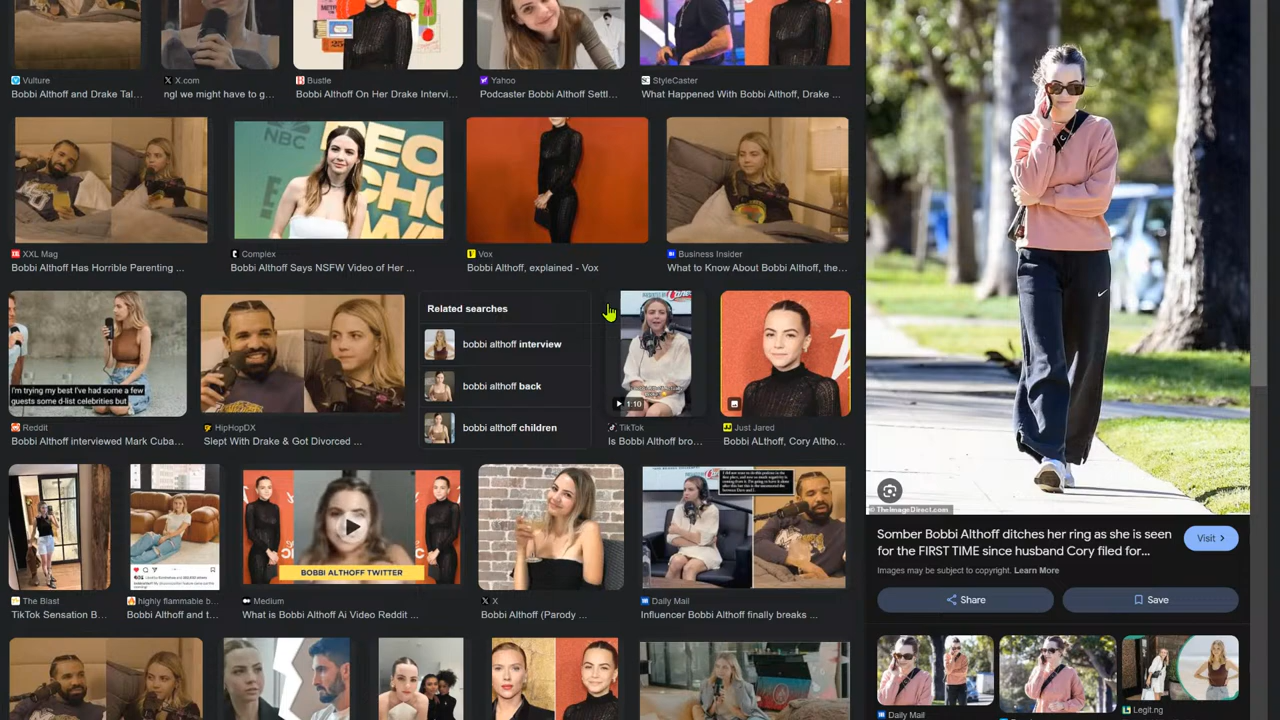 Vulture
Bobbi Althoff and Drake Tal...
X.com
ngl we might have to g...
Bustle
Bobbi Althoff On Her Drake Intervi...
Yahoo
Podcaster Bobbi Althoff Settl...
StyleCaster
What Happened With Bobbi Althoff, Drake ...
NBC
PEO
CHO
XXL Mag
Bobbi Althoff Has Horrible Parenting ...
Complex
Bobbi Althoff Says NSFW Video of Her ...
Vox
Bobbi Althoff, explained - Vox
Business Insider
What to Know About Bobbi Althoff, the...
I'm trying my best I've had some a few
guests some d-list celebrities but
Reddit
Bobbi Althoff interviewed Mark Cuba...
HipHopDX
Slept With Drake & Got Divorced ...
Related searches
bobbi althoff interview
bobbi althoff back
bobbi althoff children
1:10
TikTok
Is Bobbi Althoff bro...
Just Jared
Bobbi ALthoff, Cory Altho...
The Blast
TikTok Sensation B...
highly flammable b...
Bobbi Althoff and t...
BOBBI ALTHOFF TWITTER
Medium
What is Bobbi Althoff Ai Video Reddit ...
X
Bobbi Althoff (Parody ...
Daily Mail
Influencer Bobbi Althoff finally breaks ...
© TheImageDirect.com
Somber Bobbi Althoff ditches her ring as she is seen
for the FIRST TIME since husband Cory filed for...
Visit
Images may be subject to copyright. Learn More
Share
Save
Daily Mail
Legit.ng